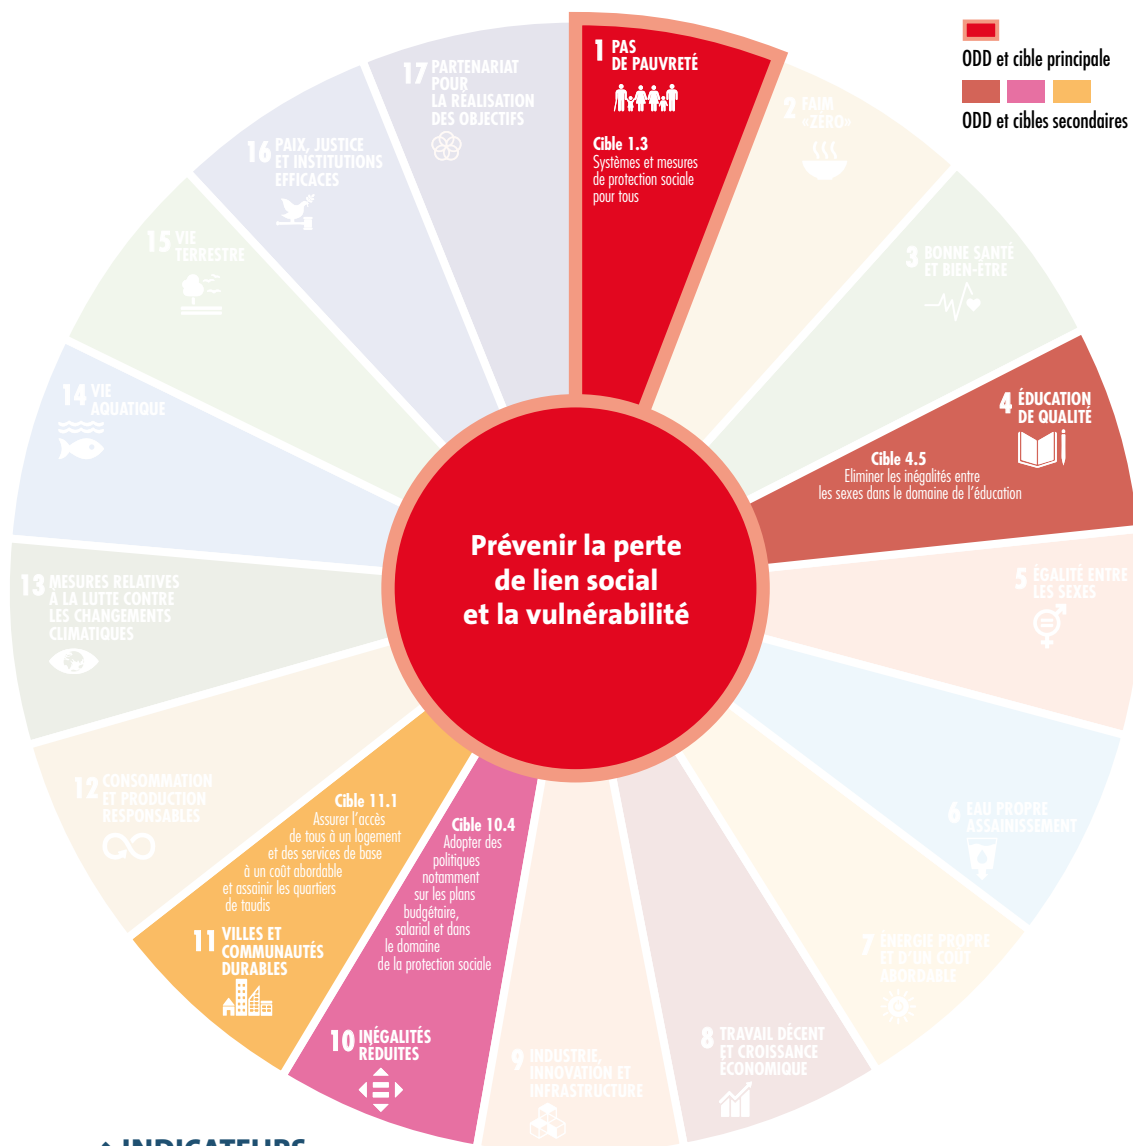 1 PAS
DE PAUVRETÉ
Cible 1.3
Systèmes et mesures
de protection sociale
pour tous
ODD et cible principale
ODD et cibles secondaires
2 FAIM
«ZÉRO»
3 BONNE SANTÉ
ET BIEN-ÊTRE
4 ÉDUCATION
DE QUALITÉ
Cible 4.5
Eliminer les inégalités entre
les sexes dans le domaine de l'éducation
5 ÉGALITÉ ENTRE
LES SEXES
6 EAU PROPRE
ASSAINISSEMENT
7 ENERGIE PROPRE
ET D'UN COÛT
ABORDABLE
8 TRAVAIL DÉCENT
ET CROISSANCE
ÉCONOMIQUE
9 INDUSTRIE,
INNOVATION ET
INFRASTRUCTURE
Cible 10.4
Adopter des
politiques
notamment
sur les plans
budgétaire,
salarial et dans
le domaine
de la protection sociale
10 INÉGALITÉS
RÉDUITES
Cible 11.1
Assurer l'accès
de tous à un logement
et des services de base
à un coût abordable
et assainir les quartiers
de taudis
11 VILLES ET
COMMUNAUTÉS
DURABLES
12 CONSOMMATION
ET PRODUCTION
RESPONSABLES
13 MESURES RELATIVES
A LA LUTTE CONTRE
LES CHANGEMENTS
CLIMATIQUES
14 VIE
AQUATIQUE
15 VIE
TERRESTRE
16 PAIX, JUSTICE
ET INSTITUTIONS
EFFICACES
17 PARTENARIAT
POUR
LA RÉALISATION
DES OBJECTIFS
Prévenir la perte
de lien social
et la vulnérabilité
INDICATEURS